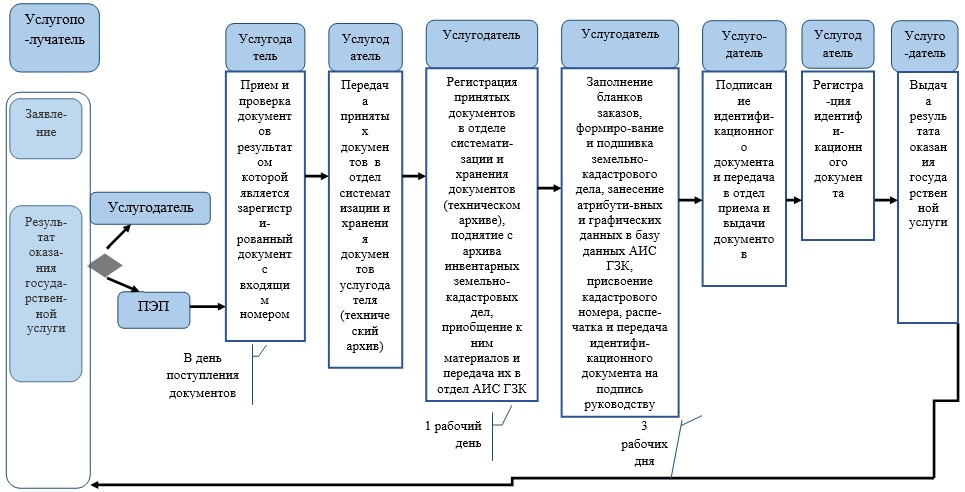 Услугопо
-лучатель
Заявле-
ние
Резуль-
тат
оказа-
ния
госуда-
рствен-
ной
услуги
Услугодатель
ПЭП
Услугода
тель
Прием и
проверка
документ
ов
результат
ом
которой
является
зарегистр
и-
рованный
документ
с
входящи
м
номером
В день
поступления
документов
Услугод
атель
Передач
а
приняты
х
докумен
тов в
отдел
системат
изации и
хранени
я
докумен
тов
услугода
теля
(техниче
ский
архив)
Услугодатель
Регистрация
принятых
документов
в отделе
системати-
зации и
хранения
документов
(техническом
архиве),
поднятие с
архива
инвентарных
земельно-
кадастровых
дел,
приобщение к
ним
материалов и
передача их в
отдел АИС ГЗК
1 рабочий
день
Услугодатель
Заполнение
бланков
заказов,
формиро-вание
и подшивка
земельно-
кадастрового
дела, занесение
атрибути-вных
и графических
данных в базу
данных АИС
ГЗК,
присвоение
кадастрового
номера, распе-
чатка и передача
идентифи-
кационного
документа на
подпись
руководству
3
рабочих
дня
Услуго-
датель
Подписан
ие
идентифи-
кационног
о
документа
и передача
в отдел
приема и
выдачи
документо
в
Услугод
атель
Регистра
-ция
идентиф
и-
кационн
ого
докумен
та
Услуго
-датель
Выдач
а
резуль
тата
оказан
ия
госуда
рствен
ной
услуги